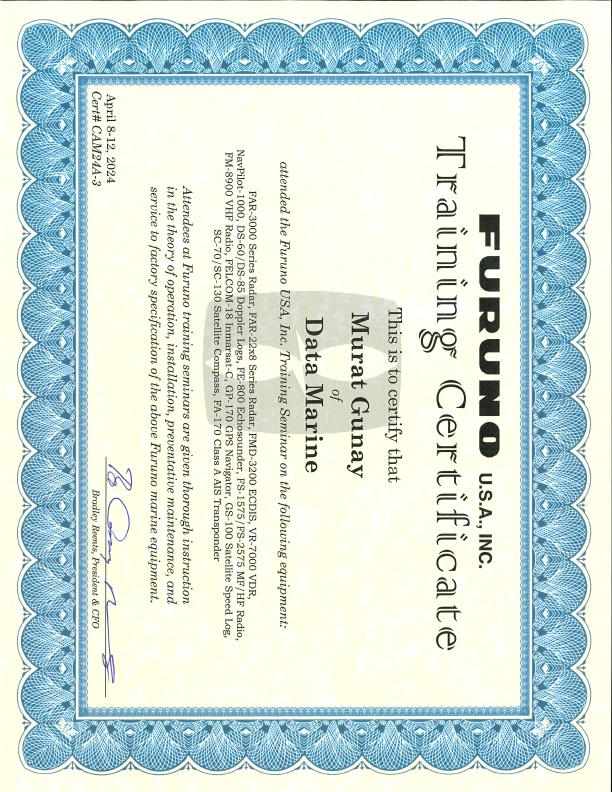 FURUNO U.S.A., INC.
Training Certificate
This is to certify that
Murat Gunay
of
Data Marine
attended the Furuno USA, Inc. Training Seminar on the following equipment:
FAR-3000 Series Radar, FAR-22x8 Series Radar, FMD-3200 ECDIS, VR-7000 VDR,
NavPilot-1000, DS-60/DS-85 Doppler Logs, FE-800 Echosounder, FS-1575/FS-2575 MF/HF Radio,
FM-8900 VHF Radio, FELCOM-18 Inmarsat-C, GP-170 GPS Navigator, GS-100 Satellite Speed Log,
SC-70/SC-130 Satellite Compass, FA-170 Class A AIS Transponder
Attendees at Furuno training seminars are given thorough instruction
in the theory of operation, installation, preventative maintenance, and
service to factory specification of the above Furuno marine equipment.
April 8-12, 2024
Cert# CAM24A-3
Bradley Reents, President & CFO